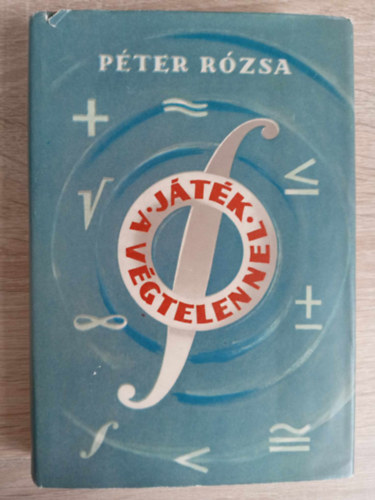 PÉTER RÓZSA
+ ≈
√ ≤
∞ ±
∫ < ≅
∮
JÁTÉK
A VÉGTELENNEL